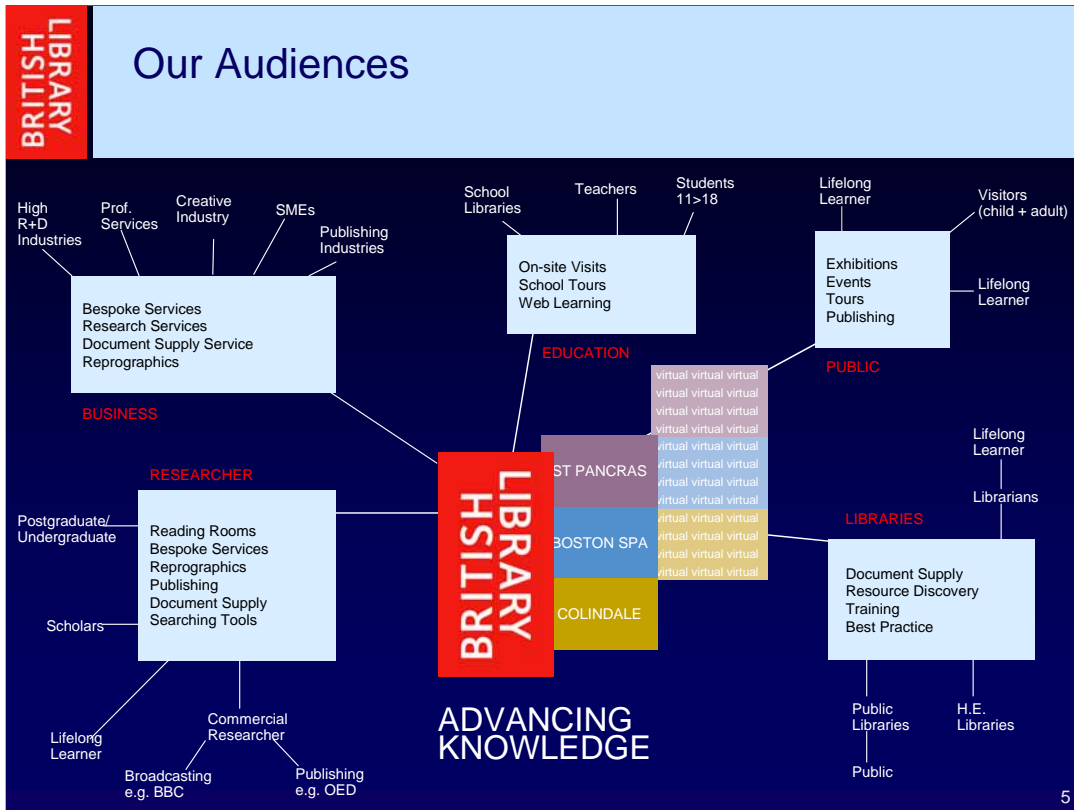 BRITISH
LIBRARY
Our Audiences
High
R+D
Industries
Prof.
Services
Creative
Industry
SMEs
Publishing
Industries
Bespoke Services
Research Services
Document Supply Service
Reprographics
BUSINESS
School
Libraries
Teachers
Students
11>18
On-site Visits
School Tours
Web Learning
EDUCATION
Lifelong
Learner
Visitors
(child + adult)
Exhibitions
Events
Tours
Publishing
Lifelong
Learner
PUBLIC
RESEARCHER
Postgraduate/
Undergraduate
Reading Rooms
Bespoke Services
Reprographics
Publishing
Document Supply
Searching Tools
Scholars
Lifelong
Learner
Commercial
Researcher
Broadcasting
e.g. BBC
Publishing
e.g. OED
BRITISH
LIBRARY
ST PANCRAS
BOSTON SPA
COLINDALE
virtual virtual virtual
virtual virtual virtual
virtual virtual virtual
virtual virtual virtual
virtual virtual virtual
virtual virtual virtual
virtual virtual virtual
virtual virtual virtual
virtual virtual virtual
virtual virtual virtual
virtual virtual virtual
virtual virtual virtual
ADVANCING
KNOWLEDGE
Lifelong
Learner
Librarians
LIBRARIES
Document Supply
Resource Discovery
Training
Best Practice
Public
Libraries
H.E.
Libraries
Public
5